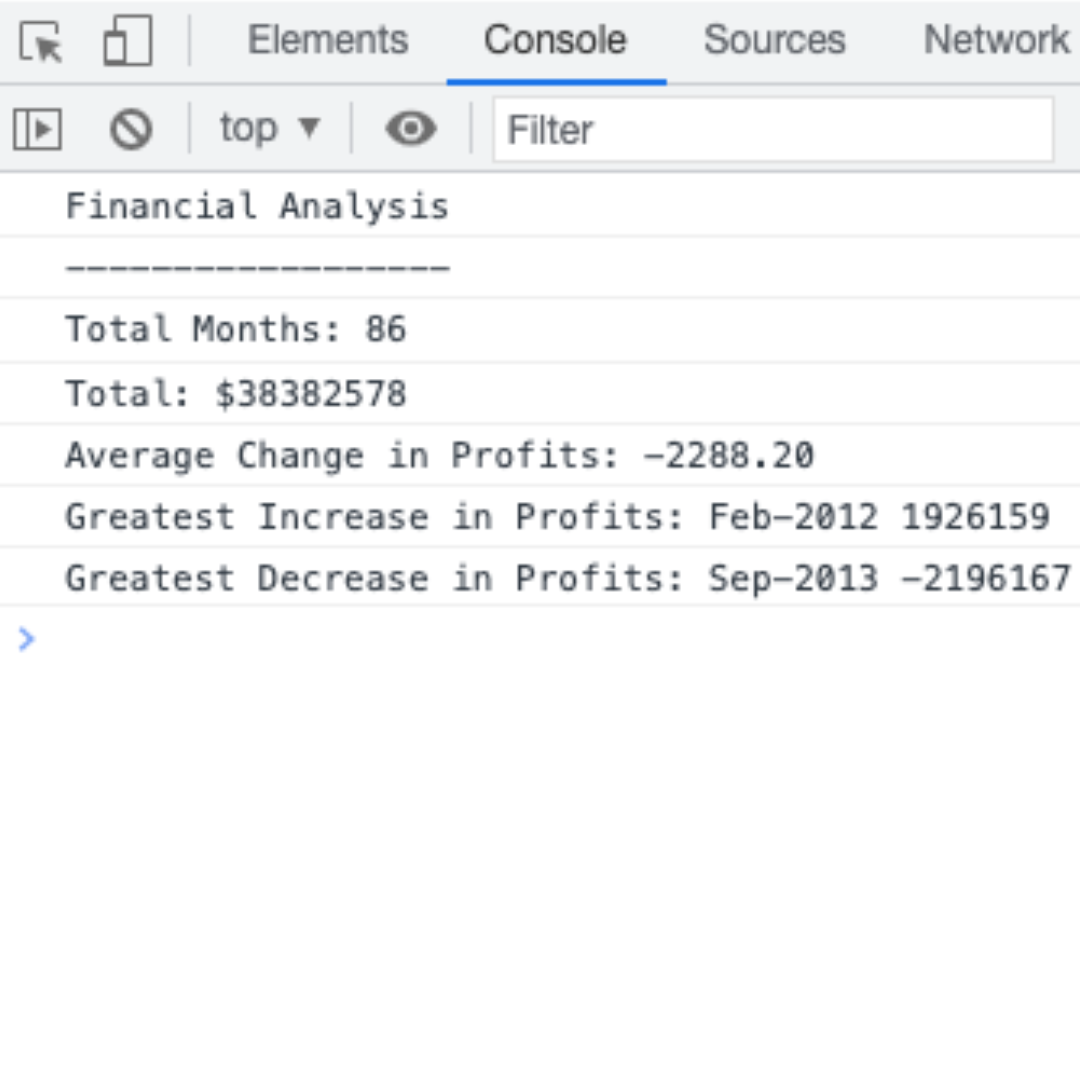 Elements Console Sources Network
top ▼ Filter
Financial Analysis
------------------
Total Months: 86
Total: $38382578
Average Change in Profits: -2288.20
Greatest Increase in Profits: Feb-2012 1926159
Greatest Decrease in Profits: Sep-2013 -2196167
>